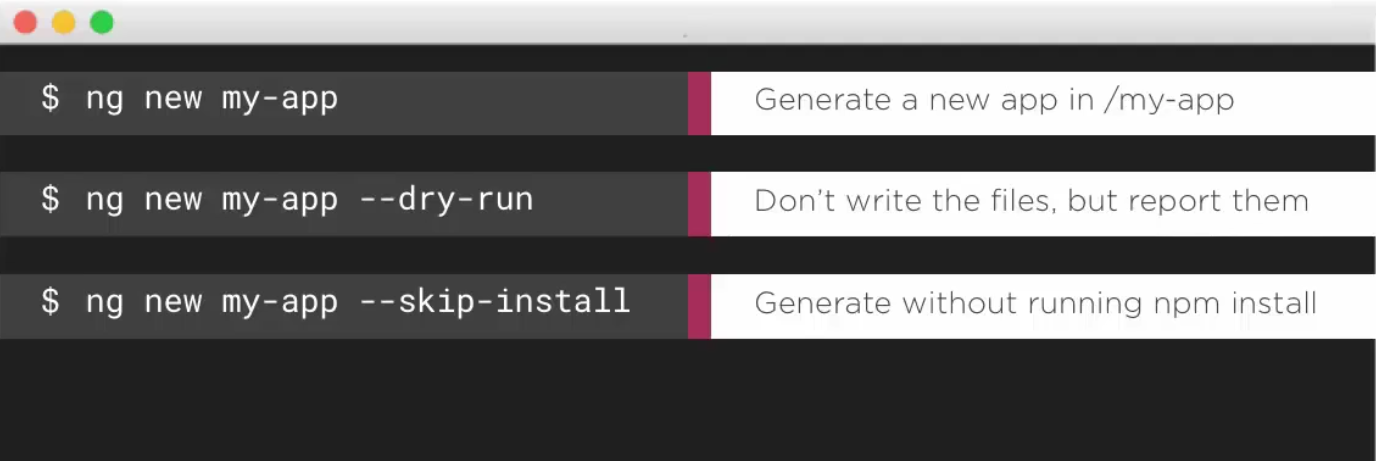 $ ng new my-app
Generate a new app in /my-app
$ ng new my-app --dry-run
Don't write the files, but report them
$ ng new my-app --skip-install
Generate without running npm install